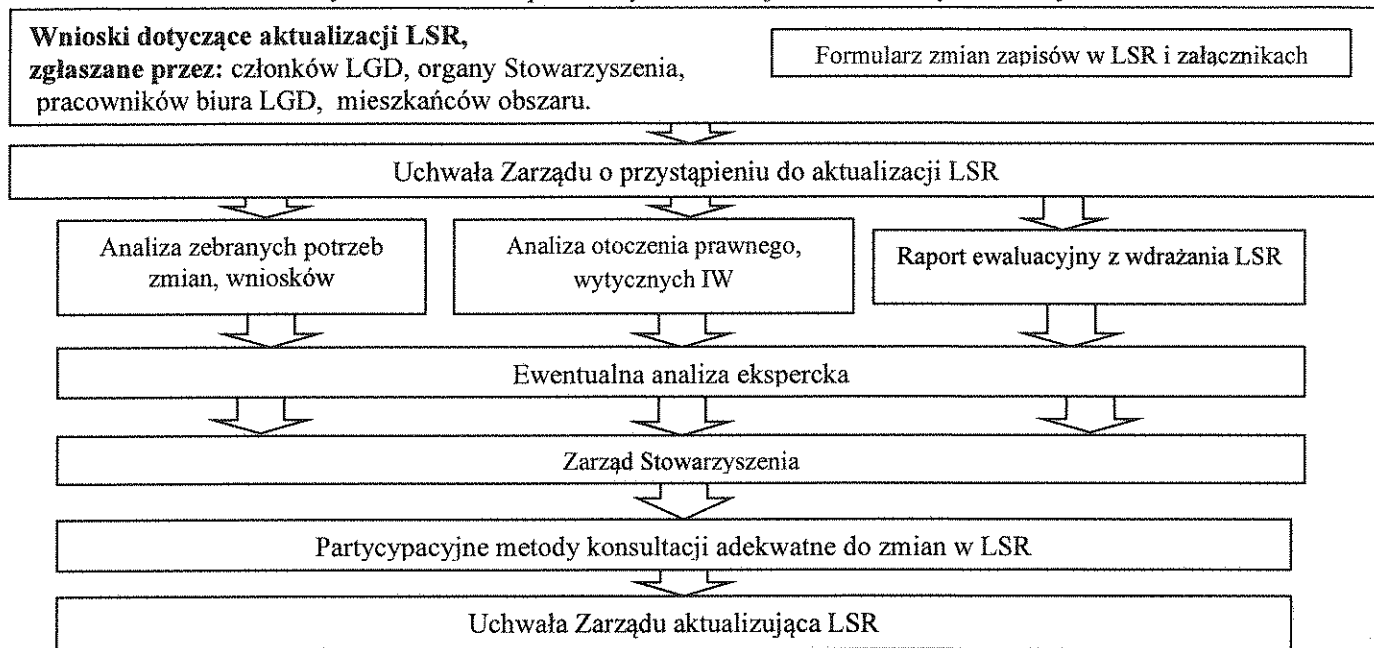 Wnioski dotyczące aktualizacji LSR,
zgłaszane przez: członków LGD, organy Stowarzyszenia,
pracowników biura LGD, mieszkańców obszaru.
Formularz zmian zapisów w LSR i załącznikach
Uchwała Zarządu o przystąpieniu do aktualizacji LSR
Analiza zebranych potrzeb
zmian, wniosków
Analiza otoczenia prawnego,
wytycznych IW
Raport ewaluacyjny z wdrażania LSR
Ewentualna analiza ekspercka
Zarząd Stowarzyszenia
Partycypacyjne metody konsultacji adekwatne do zmian w LSR
Uchwała Zarządu aktualizująca LSR